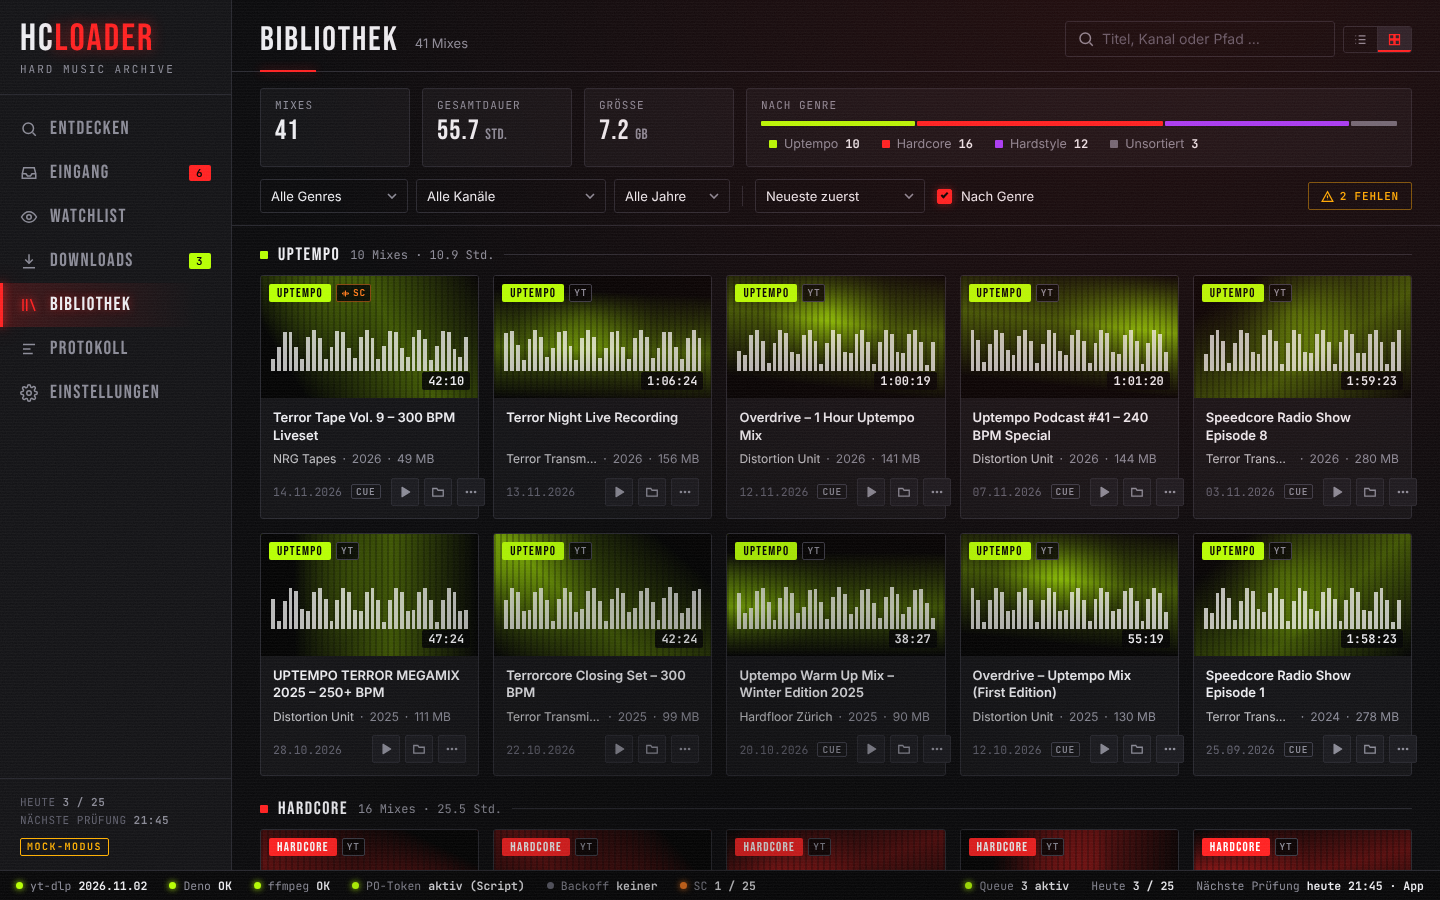 HCLOADER
HARD MUSIC ARCHIVE
ENTDECKEN
EINGANG 6
WATCHLIST
DOWNLOADS 3
BIBLIOTHEK
PROTOKOLL
EINSTELLUNGEN
HEUTE 3 / 25
NÄCHSTE PRÜFUNG 21:45
MOCK-MODUS
BIBLIOTHEK 41 Mixes
Titel, Kanal oder Pfad ...
MIXES
41
GESAMTDAUER
55.7 STD.
GRÖSSE
7.2 GB
NACH GENRE
Uptempo 10 Hardcore 16 Hardstyle 12 Unsortiert 3
Alle Genres Alle Kanäle Alle Jahre Neueste zuerst Nach Genre 2 FEHLEN
UPTEMPO 10 Mixes · 10.9 Std.
UPTEMPO SC
42:10
Terror Tape Vol. 9 – 300 BPM
Liveset
NRG Tapes · 2026 · 49 MB
14.11.2026 CUE
UPTEMPO YT
1:06:24
Terror Night Live Recording
Terror Transm... · 2026 · 156 MB
13.11.2026
UPTEMPO YT
1:00:19
Overdrive – 1 Hour Uptempo
Mix
Distortion Unit · 2026 · 141 MB
12.11.2026 CUE
UPTEMPO YT
1:01:20
Uptempo Podcast #41 – 240
BPM Special
Distortion Unit · 2026 · 144 MB
07.11.2026 CUE
UPTEMPO YT
1:59:23
Speedcore Radio Show
Episode 8
Terror Trans... · 2026 · 280 MB
03.11.2026 CUE
UPTEMPO YT
47:24
UPTEMPO TERROR MEGAMIX
2025 – 250+ BPM
Distortion Unit · 2025 · 111 MB
28.10.2026
UPTEMPO YT
42:24
Terrorcore Closing Set – 300
BPM
Terror Transmi... · 2025 · 99 MB
22.10.2026
UPTEMPO YT
38:27
Uptempo Warm Up Mix –
Winter Edition 2025
Hardfloor Zürich · 2025 · 90 MB
20.10.2026 CUE
UPTEMPO YT
55:19
Overdrive – Uptempo Mix
(First Edition)
Distortion Unit · 2025 · 130 MB
12.10.2026 CUE
UPTEMPO YT
1:58:23
Speedcore Radio Show
Episode 1
Terror Trans... · 2024 · 278 MB
25.09.2026 CUE
HARDCORE 16 Mixes · 25.5 Std.
HARDCORE YT
HARDCORE YT
HARDCORE YT
HARDCORE YT
HARDCORE YT
yt-dlp 2026.11.02 Deno OK ffmpeg OK PO-Token aktiv (Script) Backoff keiner SC 1 / 25 Queue 3 aktiv Heute 3 / 25 Nächste Prüfung heute 21:45 · App